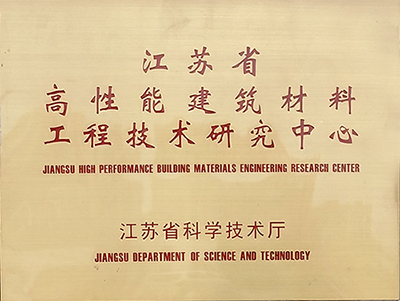 江苏省
高性能建筑材料
工程技术研究中心
JIANGSU HIGH PERFORMANCE BUILDING MATERIALS ENGINEERING RESEARCH CENTER
江苏省科学技术厅
JIANGSU DEPARTMENT OF SCIENCE AND TECHNOLOGY